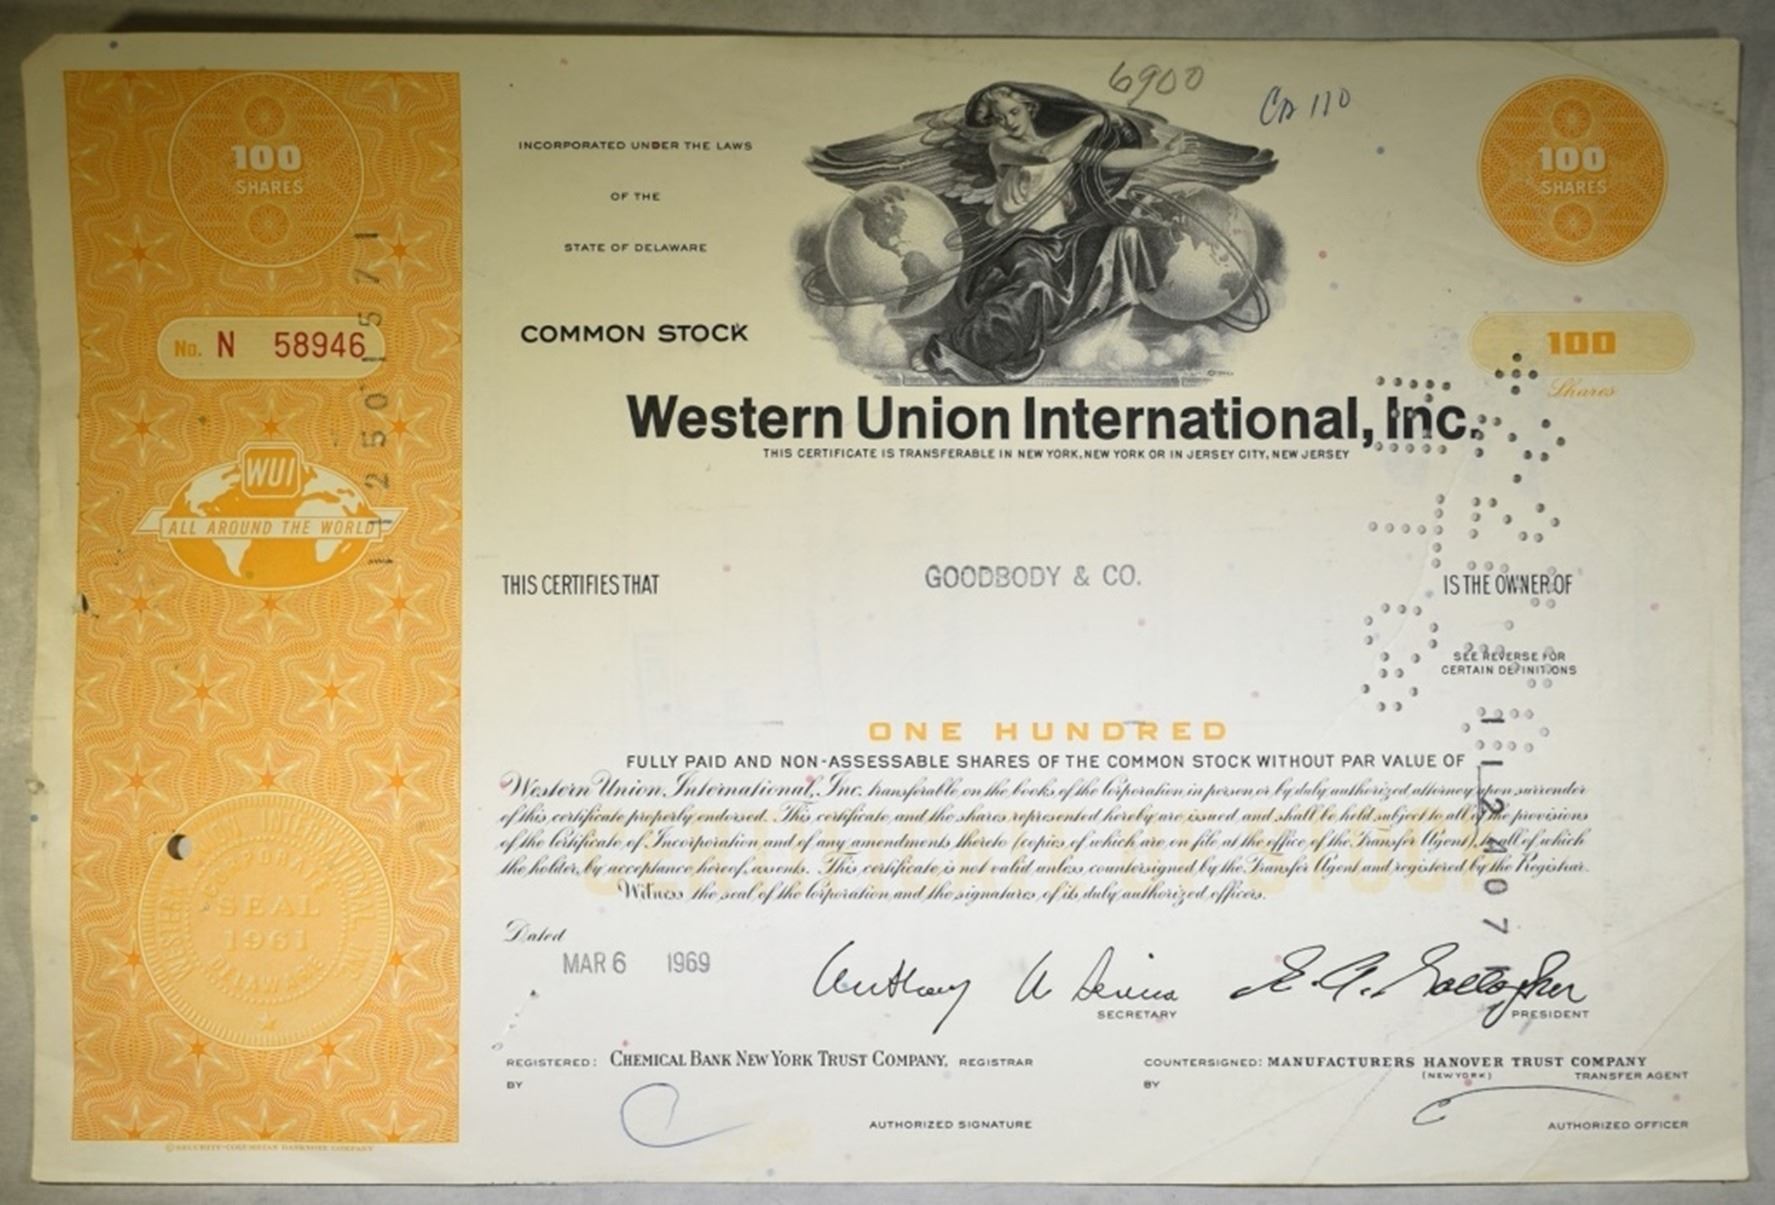 6900
CA 110
INCORPORATED UNDER THE LAWS
OF THE
STATE OF DELAWARE
COMMON STOCK
100
SHARES
100
SHARES
No. N 58946
100
Shares
Western Union International, Inc.
THIS CERTIFICATE IS TRANSFERABLE IN NEW YORK, NEW YORK OR IN JERSEY CITY, NEW JERSEY
WUI
ALL AROUND THE WORLD
THIS CERTIFIES THAT
GOODBODY & CO.
IS THE OWNER OF
SEE REVERSE FOR
CERTAIN DEFINITIONS
ONE HUNDRED
FULLY PAID AND NON-ASSESSABLE SHARES OF THE COMMON STOCK WITHOUT PAR VALUE OF
Western Union International, Inc. transferable on the books of the Corporation in person or by duly authorized attorney upon surrender
of this certificate properly endorsed. This certificate and the shares represented hereby are issued and shall be held subject to all of the provisions
of the Certificate of Incorporation and of any amendments thereto (copies of which are on file at the office of the Transfer Agent), to all of which
the holder, by acceptance hereof, assents. This certificate is not valid unless countersigned by the Transfer Agent and registered by the Registrar.
Witness the seal of the Corporation and the signatures of its duly authorized officers.
Dated
MAR 6 1969
SEAL
1961
DELAWARE
SECRETARY
E. A. Gallagher
PRESIDENT
REGISTERED: CHEMICAL BANK NEW YORK TRUST COMPANY, REGISTRAR
BY
AUTHORIZED SIGNATURE
COUNTERSIGNED: MANUFACTURERS HANOVER TRUST COMPANY
(NEW YORK) TRANSFER AGENT
BY
AUTHORIZED OFFICER
© SECURITY-COLUMBIAN BANKNOTE COMPANY